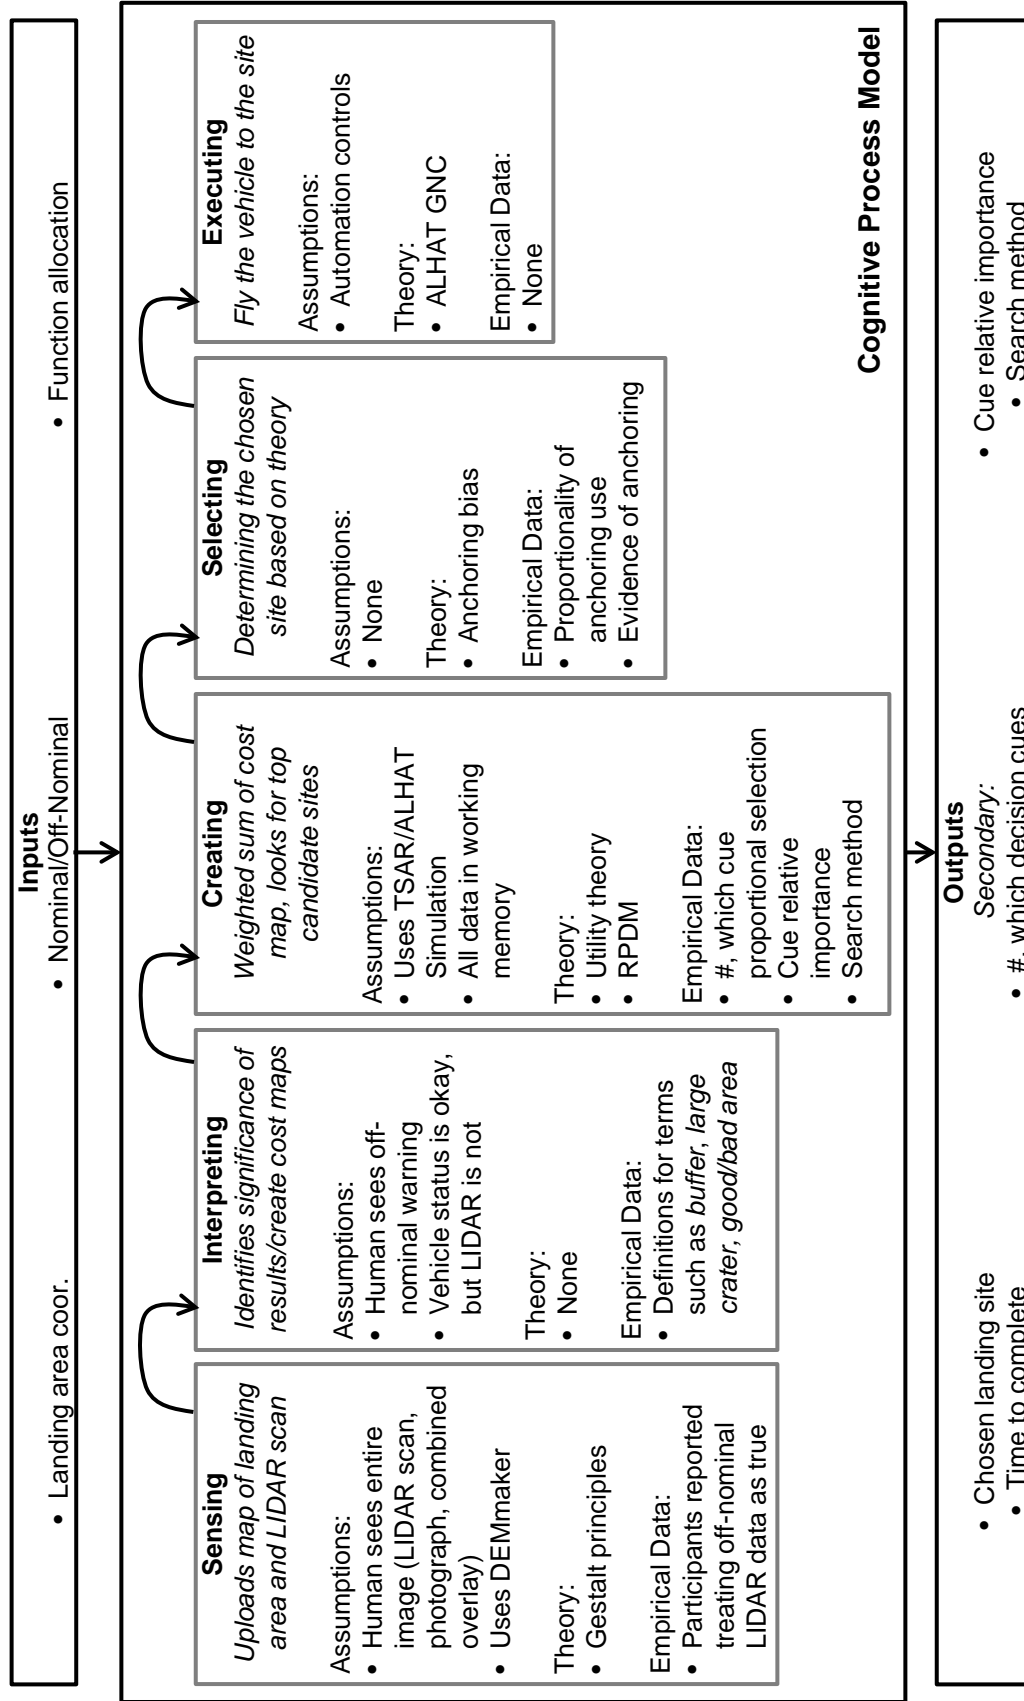 Inputs
• Landing area coor.
• Nominal/Off-Nominal
• Function allocation
Sensing
Uploads map of landing
area and LIDAR scan
Assumptions:
• Human sees entire
image (LIDAR scan,
photograph, combined
overlay)
• Uses DEMmaker
Theory:
• Gestalt principles
Empirical Data:
• Participants reported
treating off-nominal
LIDAR data as true
Interpreting
Identifies significance of
results/create cost maps
Assumptions:
• Human sees off-
nominal warning
• Vehicle status is okay,
but LIDAR is not
Theory:
• None
Empirical Data:
• Definitions for terms
such as buffer, large
crater, good/bad area
Creating
Weighted sum of cost
map, looks for top
candidate sites
Assumptions:
• Uses TSAR/ALHAT
Simulation
• All data in working
memory
Theory:
• Utility theory
• RPDM
Empirical Data:
• #, which cue
proportional selection
• Cue relative
importance
• Search method
Selecting
Determining the chosen
site based on theory
Assumptions:
• None
Theory:
• Anchoring bias
Empirical Data:
• Proportionality of
anchoring use
• Evidence of anchoring
Executing
Fly the vehicle to the site
Assumptions:
• Automation controls
Theory:
• ALHAT GNC
Empirical Data:
• None
Cognitive Process Model
Outputs
• Chosen landing site
• Time to complete
Secondary:
• #, which decision cues
• Cue relative importance
• Search method